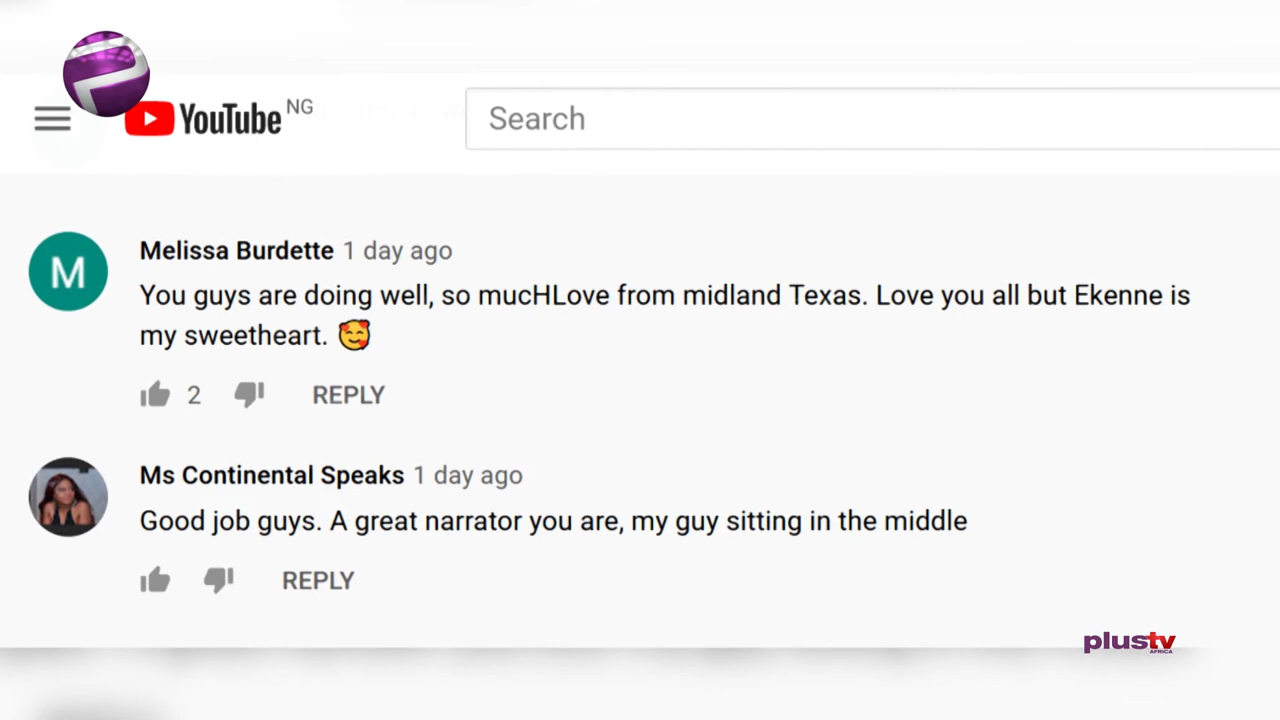 YouTube NG
Search
M
Melissa Burdette 1 day ago
You guys are doing well, so mucHLove from midland Texas. Love you all but Ekenne is
my sweetheart. 🥰
2 REPLY
Ms Continental Speaks 1 day ago
Good job guys. A great narrator you are, my guy sitting in the middle
REPLY
plustv
AFRICA